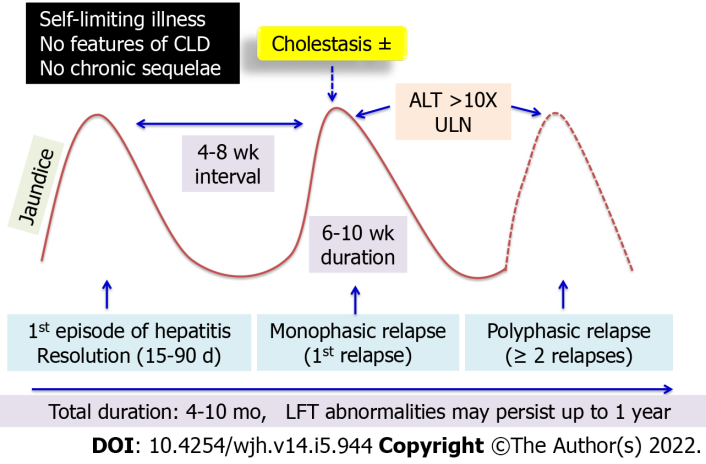 Self-limiting illness
No features of CLD
No chronic sequelae
Cholestasis ±
ALT >10X
ULN
Jaundice
4-8 wk
interval
6-10 wk
duration
1st episode of hepatitis
Resolution (15-90 d)
Monophasic relapse
(1st relapse)
Polyphasic relapse
(≥ 2 relapses)
Total duration: 4-10 mo, LFT abnormalities may persist up to 1 year
DOI: 10.4254/wjh.v14.i5.944 Copyright ©The Author(s) 2022.